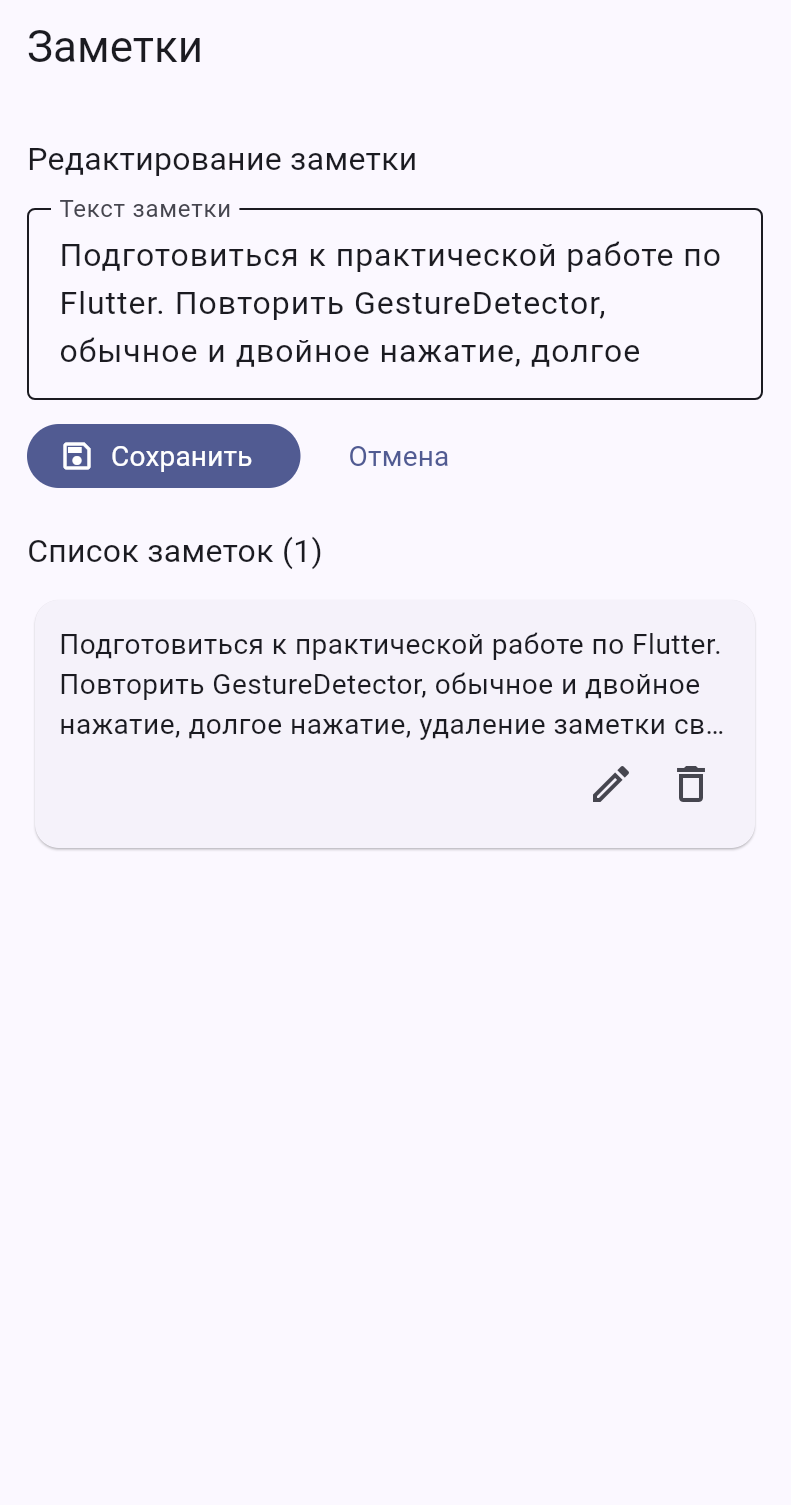 Заметки
Редактирование заметки
Текст заметки
Подготовиться к практической работе по
Flutter. Повторить GestureDetector,
обычное и двойное нажатие, долгое
Сохранить
Отмена
Список заметок (1)
Подготовиться к практической работе по Flutter.
Повторить GestureDetector, обычное и двойное
нажатие, долгое нажатие, удаление заметки св…